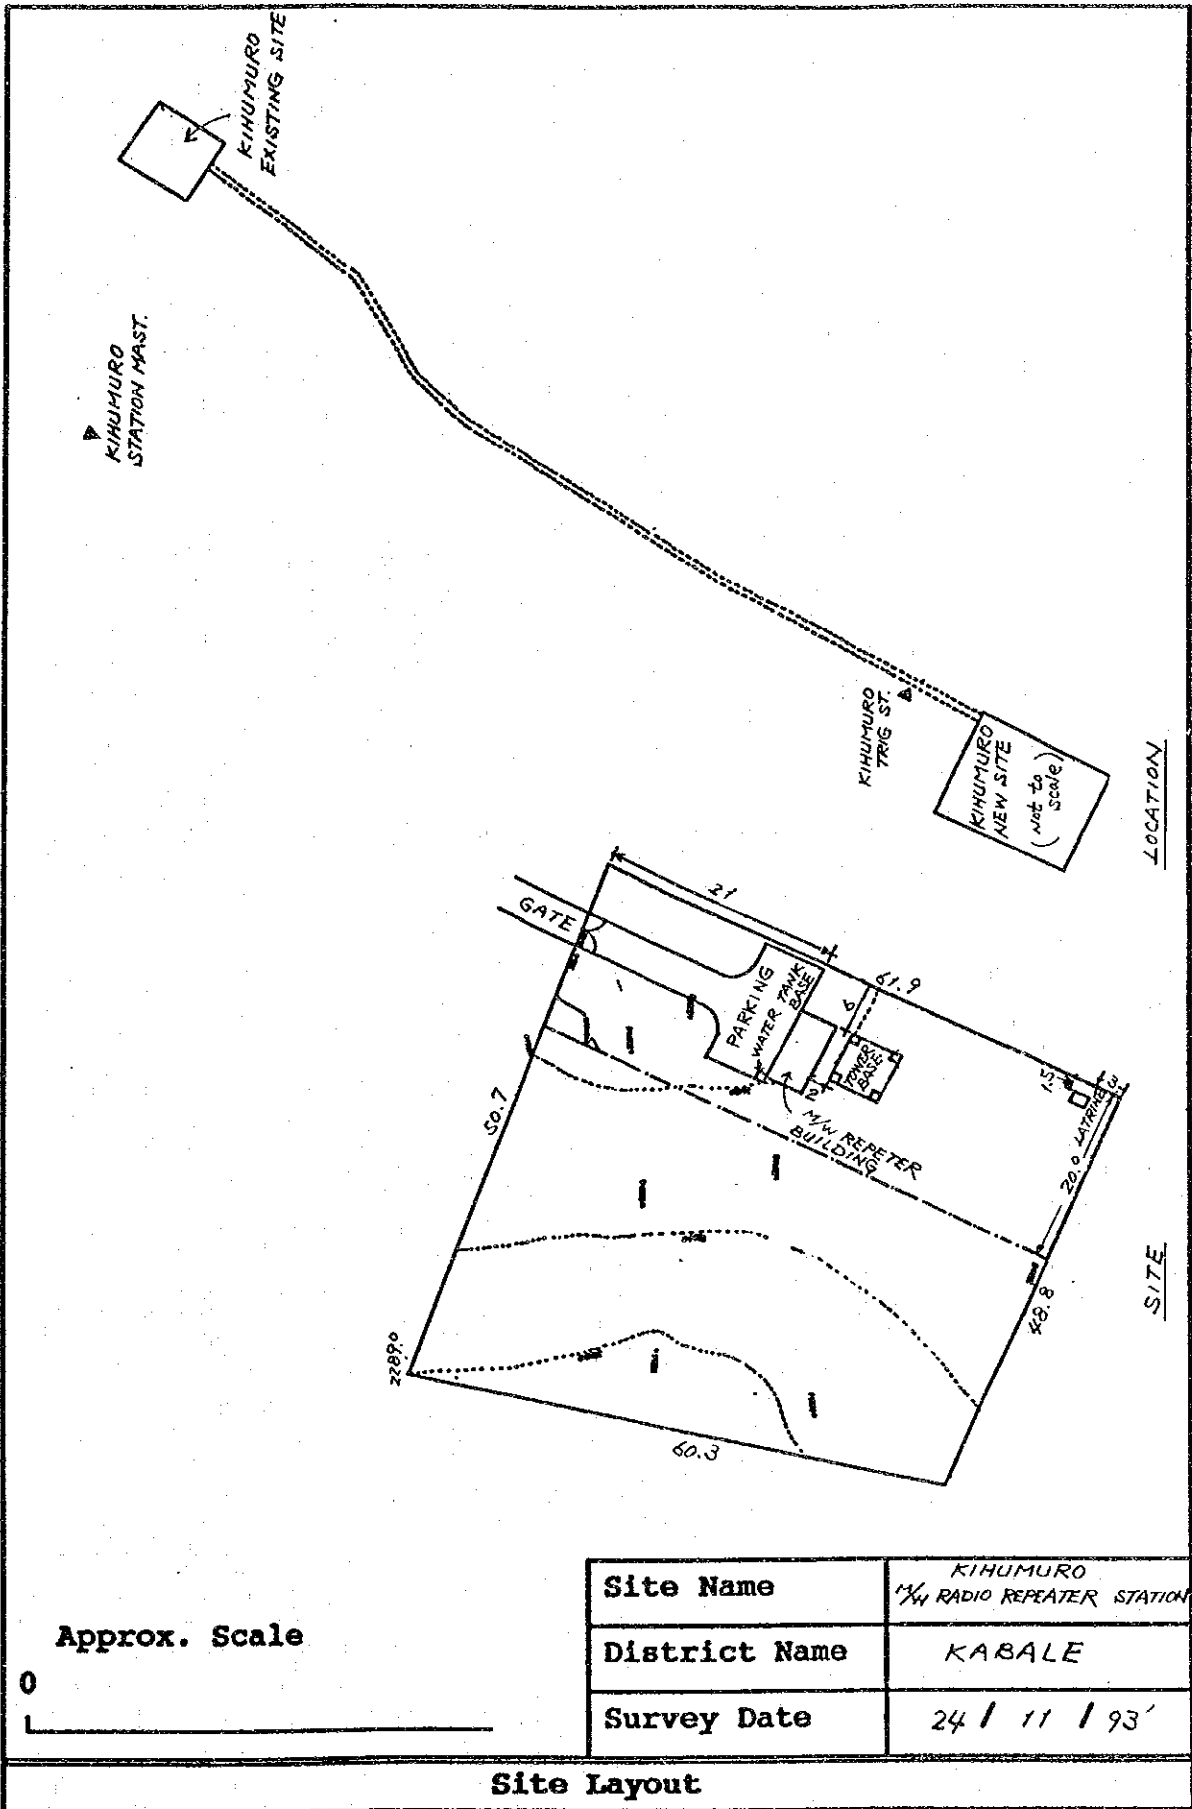 KIHUMURO
EXISTING SITE
KIHUMURO
STATION MAST.
KIHUMURO
TRIG ST.
KIHUMURO
NEW SITE
(Not to
scale)
LOCATION
GATE
21
PARKING
WATER TANK
BASE
61.9
6
TOWER
BASE
2
M/W REPETER
BUILDING
1.5
3
LATRINE
20.0
50.7
48.8
2289.0
60.3
SITE
Approx. Scale
0
Site Name
KIHUMURO
M/W RADIO REPEATER STATION
District Name
KABALE
Survey Date
24 / 11 / 93'
Site Layout